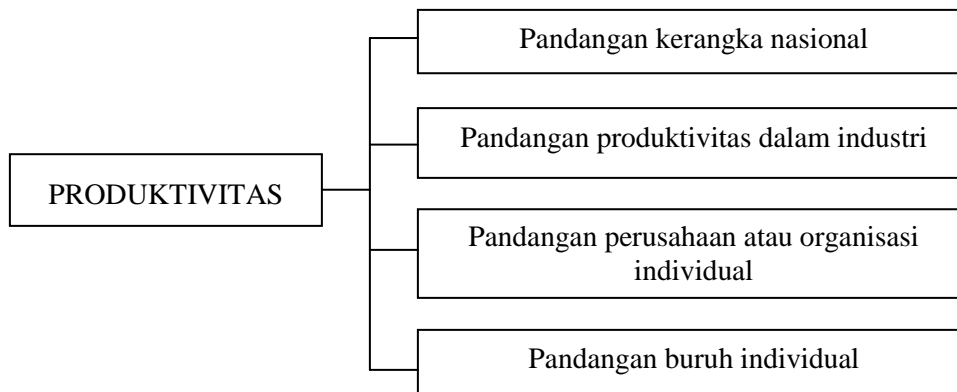 Pandangan kerangka nasional
Pandangan produktivitas dalam industri
PRODUKTIVITAS
Pandangan perusahaan atau organisasi
individual
Pandangan buruh individual